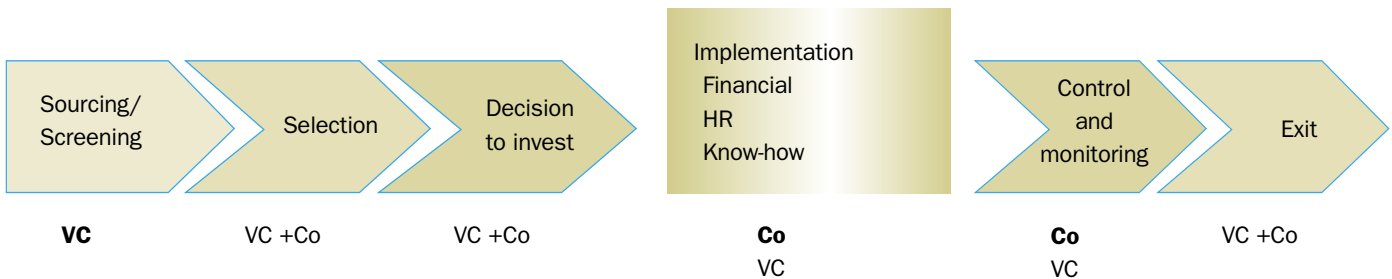 Sourcing/
Screening
Selection
Decision
to invest
Implementation
Financial
HR
Know-how
Control
and
monitoring
Exit
VC
VC +Co
VC +Co
Co
VC
Co
VC
VC +Co